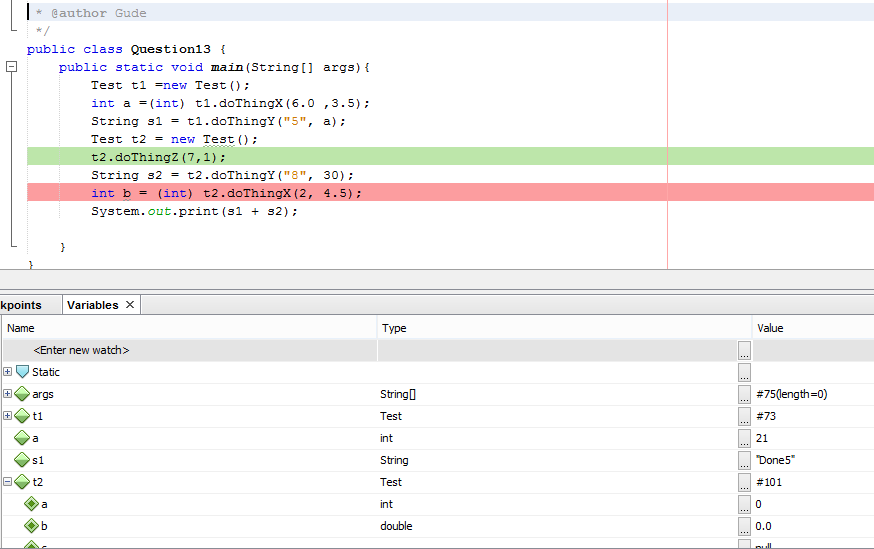 * @author Gude
*/
public class Question13 {
public static void main(String[] args){
Test t1 =new Test();
int a =(int) t1.doThingX(6.0 ,3.5);
String s1 = t1.doThingY("5", a);
Test t2 = new Test();
t2.doThingZ(7,1);
String s2 = t2.doThingY("8", 30);
int b = (int) t2.doThingX(2, 4.5);
System.out.print(s1 + s2);
}
}
kpoints Variables ×
Name Type Value
<Enter new watch> ...
Static ...
args String[] ... #75(length=0)
t1 Test ... #73
a int ... 21
s1 String ... "Done5"
t2 Test ... #101
a int ... 0
b double ... 0.0
null